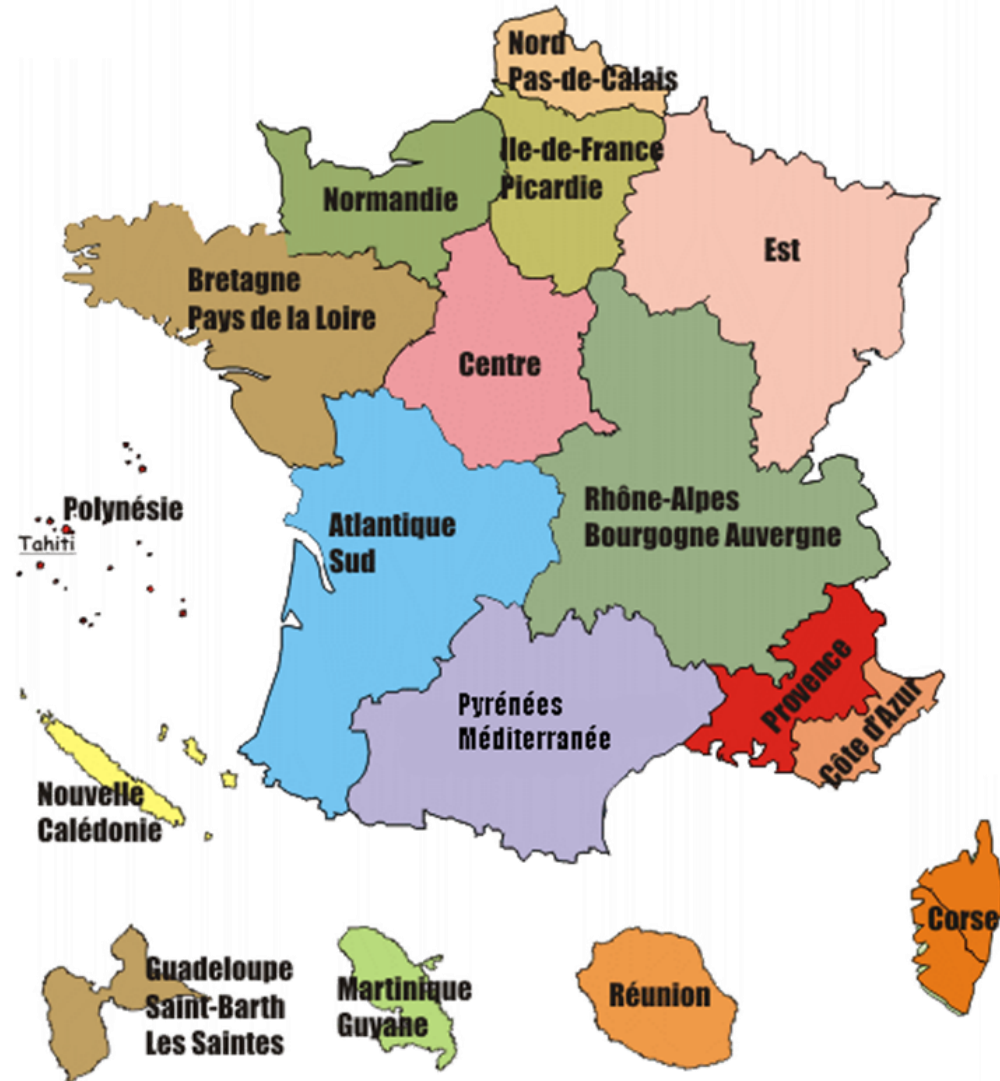 Nord
Pas-de-Calais
Ile-de-France
Picardie
Normandie
Est
Bretagne
Pays de la Loire
Centre
Polynésie
Tahiti
Atlantique
Sud
Rhône-Alpes
Bourgogne Auvergne
Provence
Côte d'Azur
Pyrénées
Méditerranée
Nouvelle
Calédonie
Corse
Guadeloupe
Saint-Barth
Les Saintes
Martinique
Guyane
Réunion